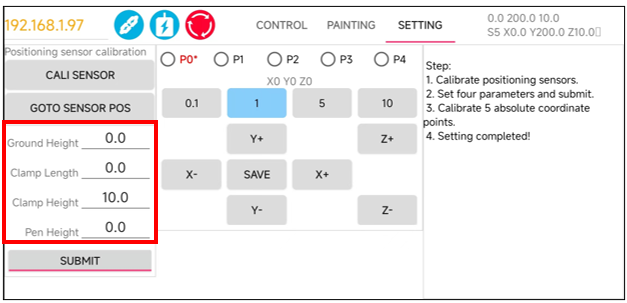 192.168.1.97
CONTROL PAINTING SETTING
0.0 200.0 10.0
S5 X0.0 Y200.0 Z10.0▯
Positioning sensor calibration
CALI SENSOR
GOTO SENSOR POS
Ground Height 0.0
Clamp Length 0.0
Clamp Height 10.0
Pen Height 0.0
SUBMIT
P0* P1 P2 P3 P4
X0 Y0 Z0
0.1 1 5 10
Y+ Z+
X- SAVE X+
Y- Z-
Step:
1. Calibrate positioning sensors.
2. Set four parameters and submit.
3. Calibrate 5 absolute coordinate
points.
4. Setting completed!